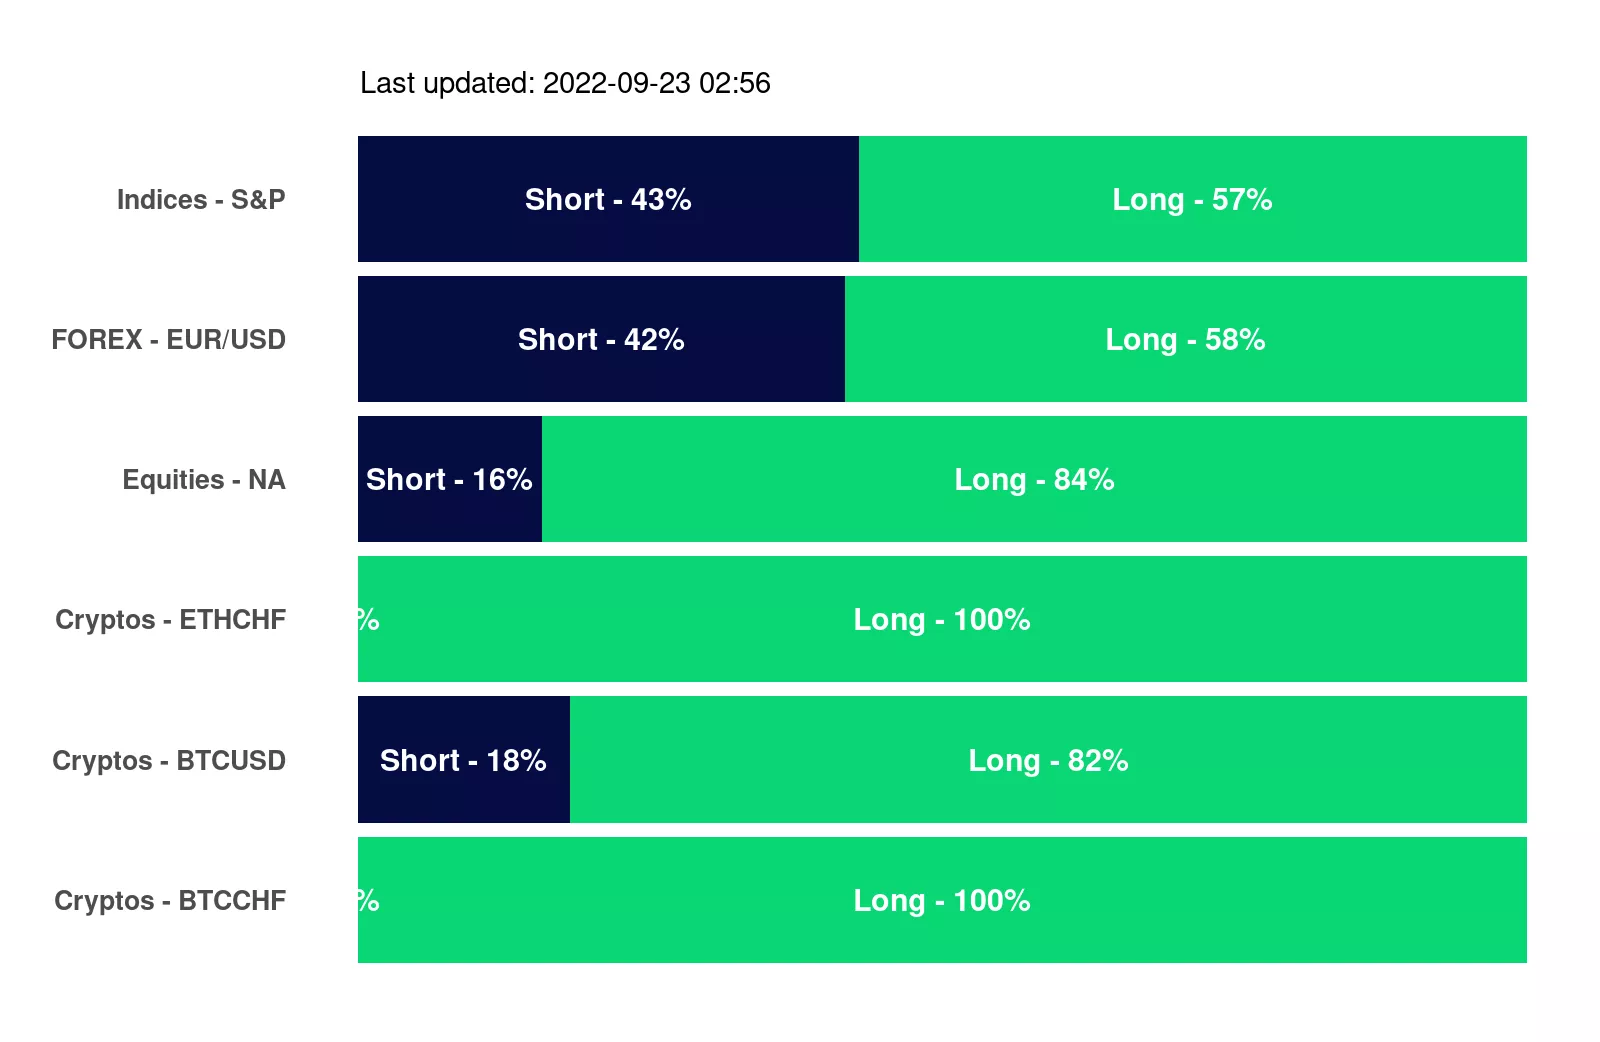 Last updated: 2022-09-23 02:56
Indices - S&P Short - 43% Long - 57%
FOREX - EUR/USD Short - 42% Long - 58%
Equities - NA Short - 16% Long - 84%
Cryptos - ETHCHF % Long - 100%
Cryptos - BTCUSD Short - 18% Long - 82%
Cryptos - BTCCHF % Long - 100%